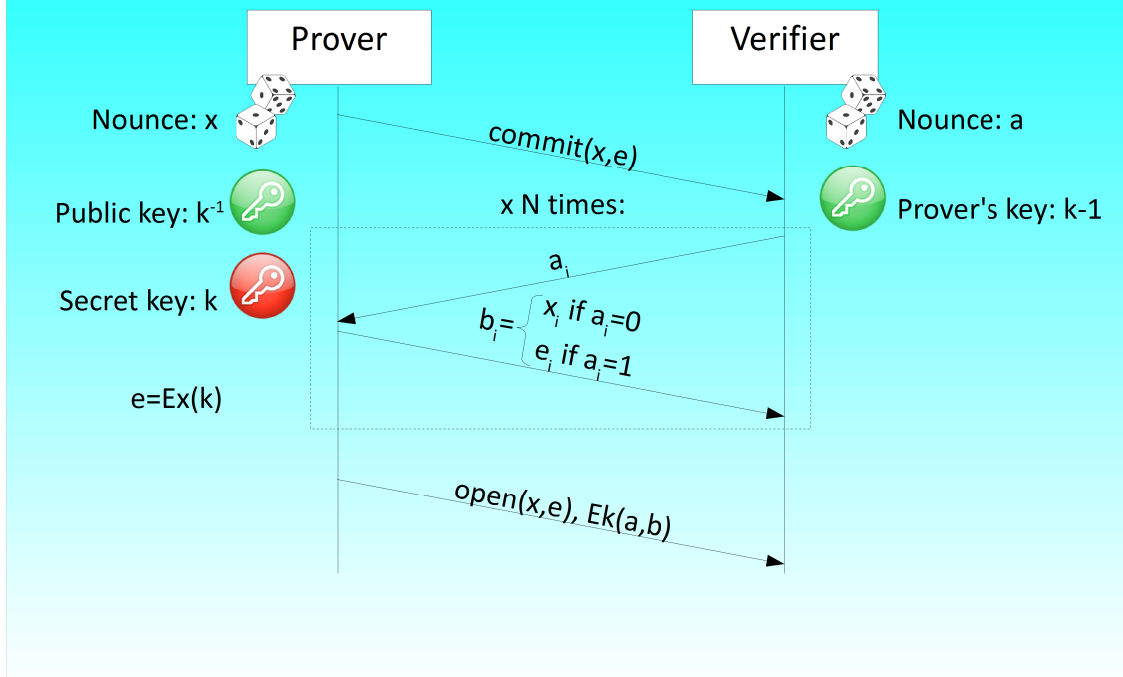 Prover
Verifier
Nounce: x
Nounce: a
commit(x,e)
Public key: k-1
x N times:
Prover's key: k-1
ai
Secret key: k
bi= xi if ai=0
ei if ai=1
e=Ex(k)
open(x,e), Ek(a,b)